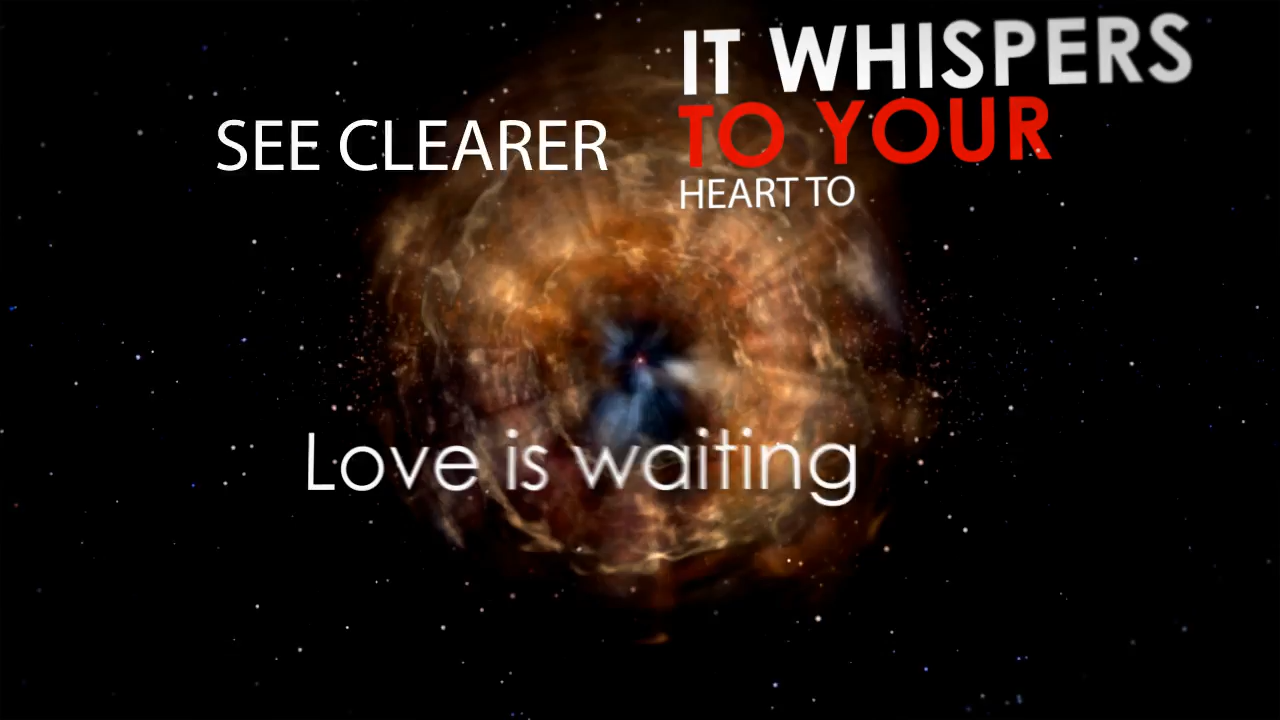 IT WHISPERS
TO YOUR
HEART TO
SEE CLEARER
Love is waiting